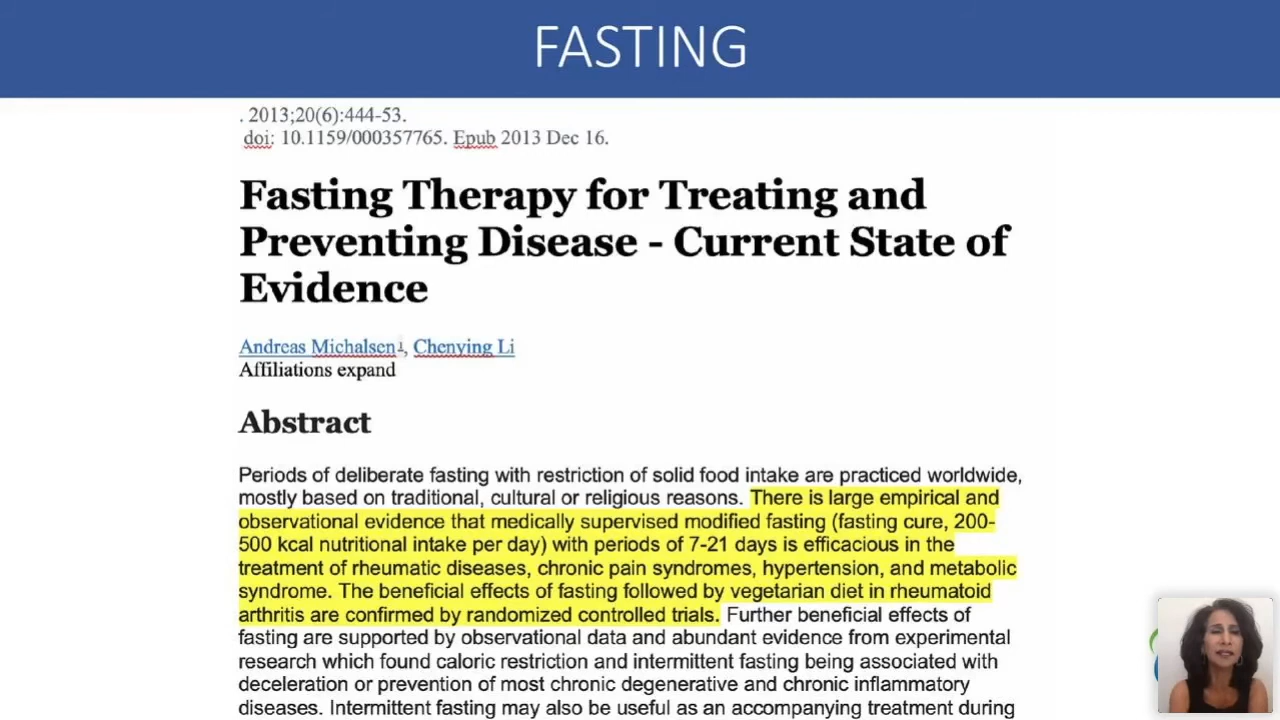 FASTING
. 2013;20(6):444-53.
doi: 10.1159/000357765. Epub 2013 Dec 16.
Fasting Therapy for Treating and
Preventing Disease - Current State of
Evidence
Andreas Michalsen¹, Chenying Li
Affiliations expand
Abstract
Periods of deliberate fasting with restriction of solid food intake are practiced worldwide,
mostly based on traditional, cultural or religious reasons. There is large empirical and
observational evidence that medically supervised modified fasting (fasting cure, 200-
500 kcal nutritional intake per day) with periods of 7-21 days is efficacious in the
treatment of rheumatic diseases, chronic pain syndromes, hypertension, and metabolic
syndrome. The beneficial effects of fasting followed by vegetarian diet in rheumatoid
arthritis are confirmed by randomized controlled trials. Further beneficial effects of
fasting are supported by observational data and abundant evidence from experimental
research which found caloric restriction and intermittent fasting being associated with
deceleration or prevention of most chronic degenerative and chronic inflammatory
diseases. Intermittent fasting may also be useful as an accompanying treatment during